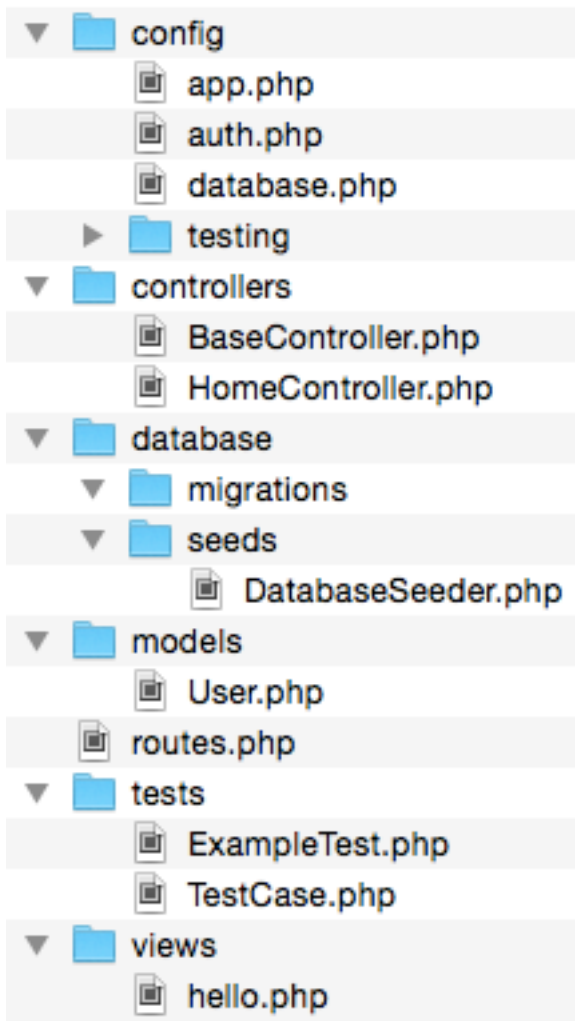 config
app.php
auth.php
database.php
testing
controllers
BaseController.php
HomeController.php
database
migrations
seeds
DatabaseSeeder.php
models
User.php
routes.php
tests
ExampleTest.php
TestCase.php
views
hello.php